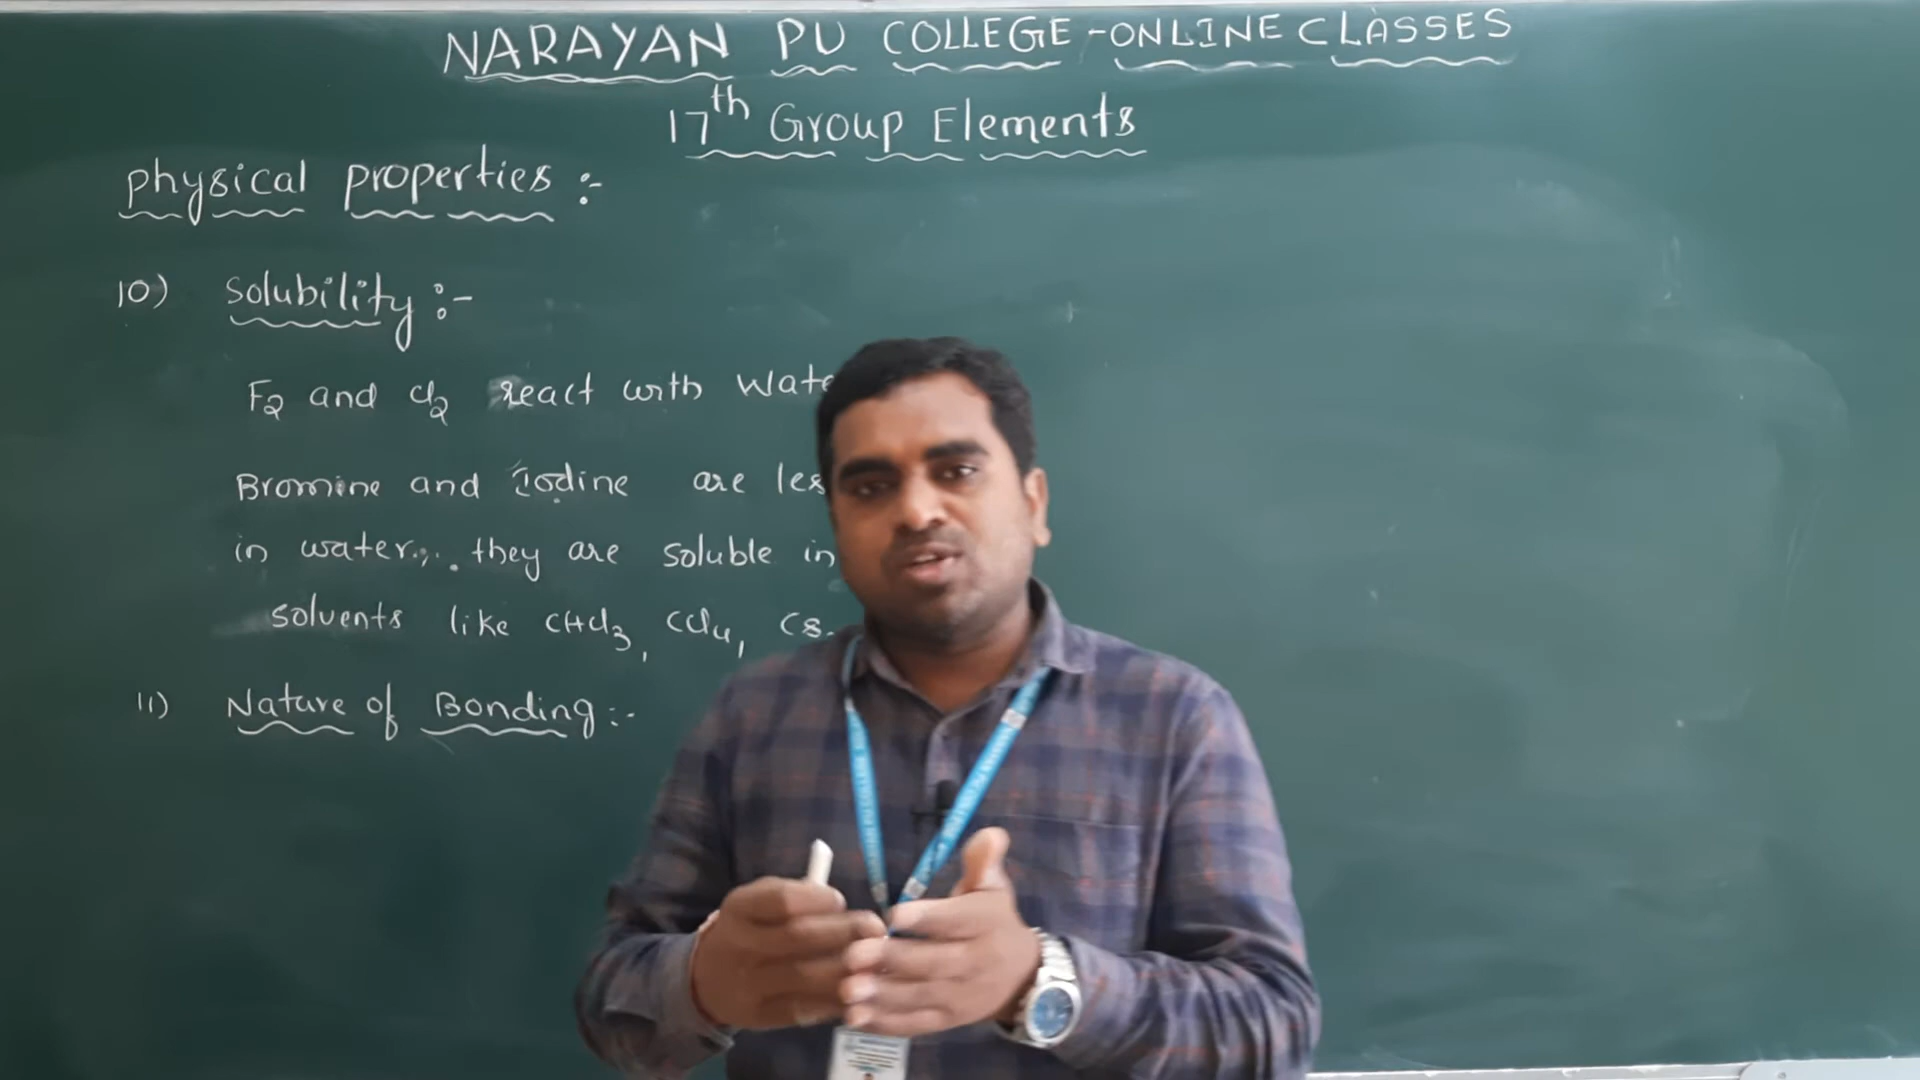 NARAYAN PU COLLEGE - ONLINE CLASSES
17th Group Elements
physical properties :-
10) Solubility :-
F2 and Cl2 react with Wate
Bromine and Iodine are les
in water,. they are soluble in
solvents like CHCl3, CCl4, CS
11) Nature of Bonding :-